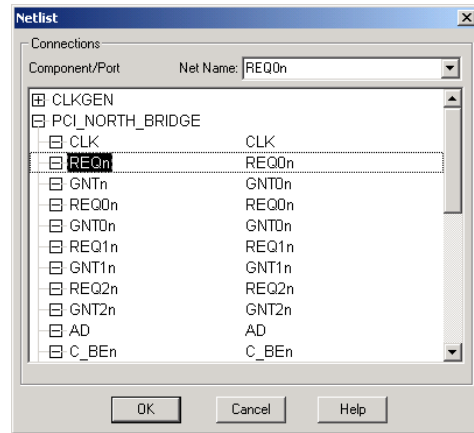 Netlist
Connections
Component/Port Net Name: REQ0n
CLKGEN
PCI_NORTH_BRIDGE
CLK CLK
REQn REQ0n
GNTn GNT0n
REQ0n REQ0n
GNT0n GNT0n
REQ1n REQ1n
GNT1n GNT1n
REQ2n REQ2n
GNT2n GNT2n
AD AD
C_BEn C_BEn
OK Cancel Help